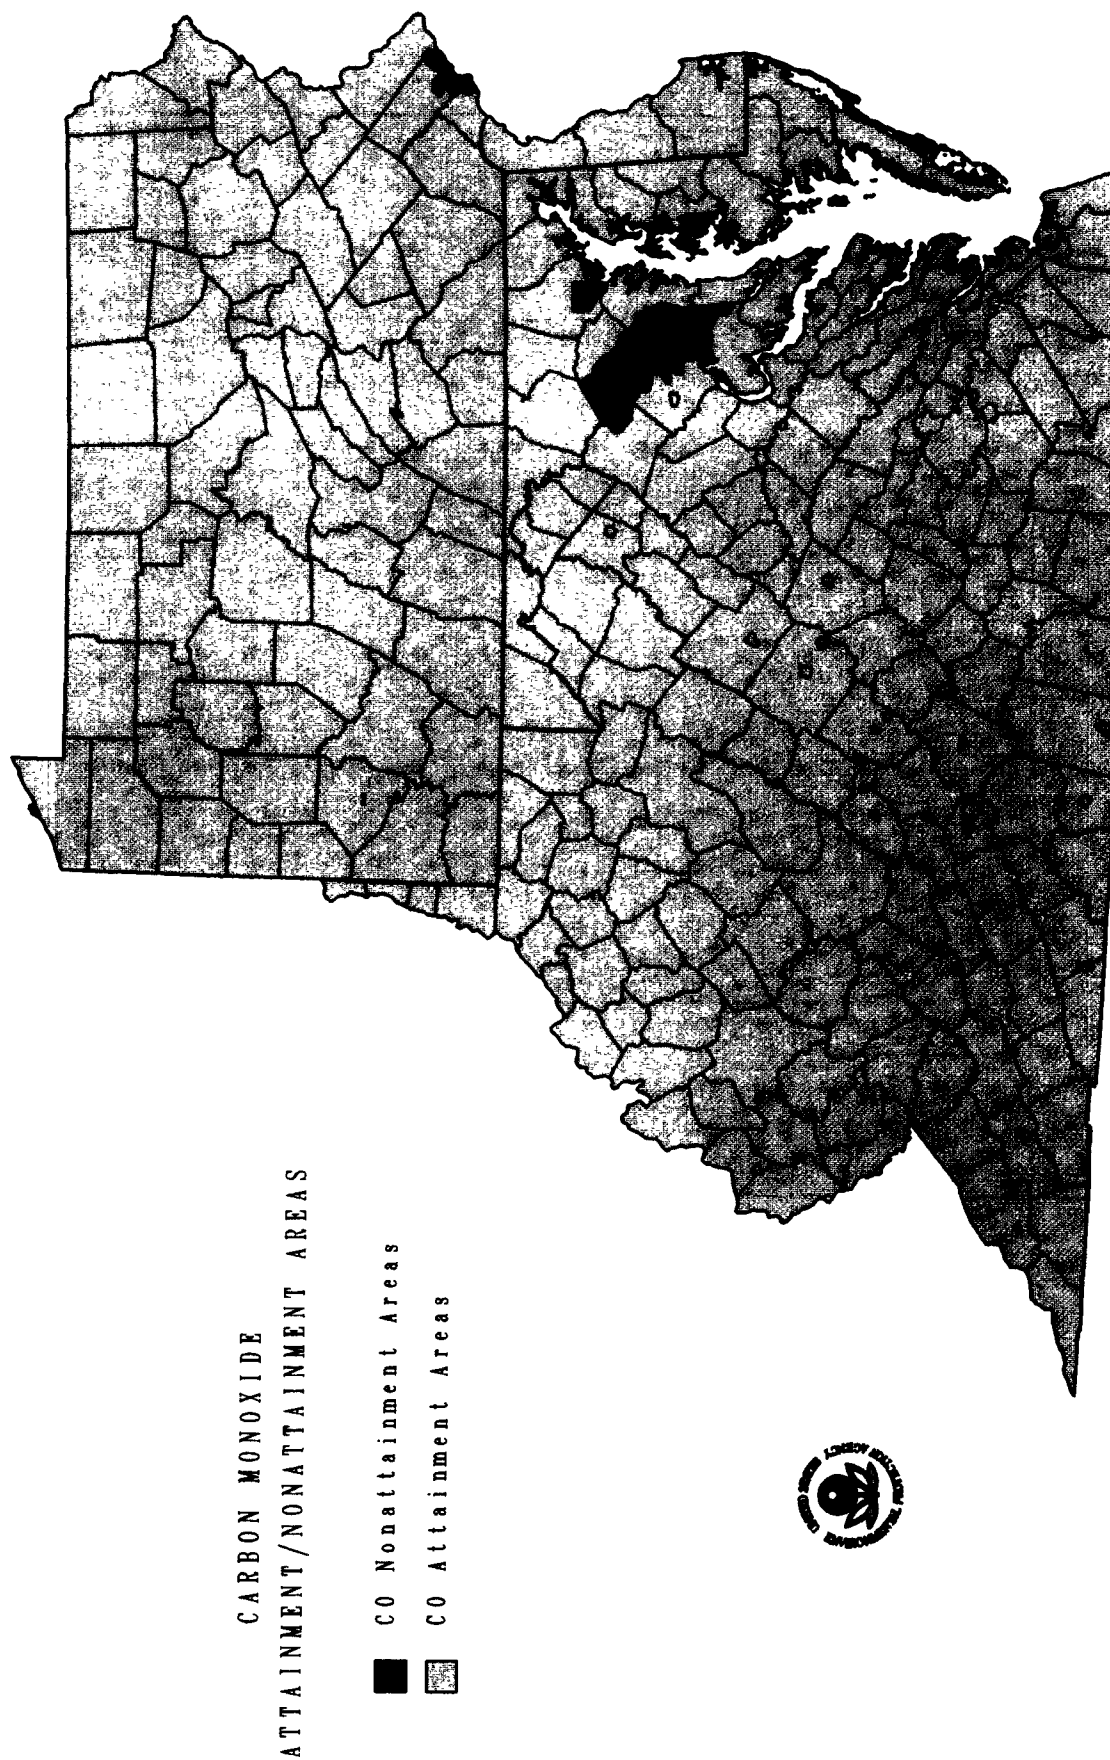 CARBON MONOXIDE
ATTAINMENT/NONATTAINMENT AREAS
CO Nonattainment Areas
CO Attainment Areas